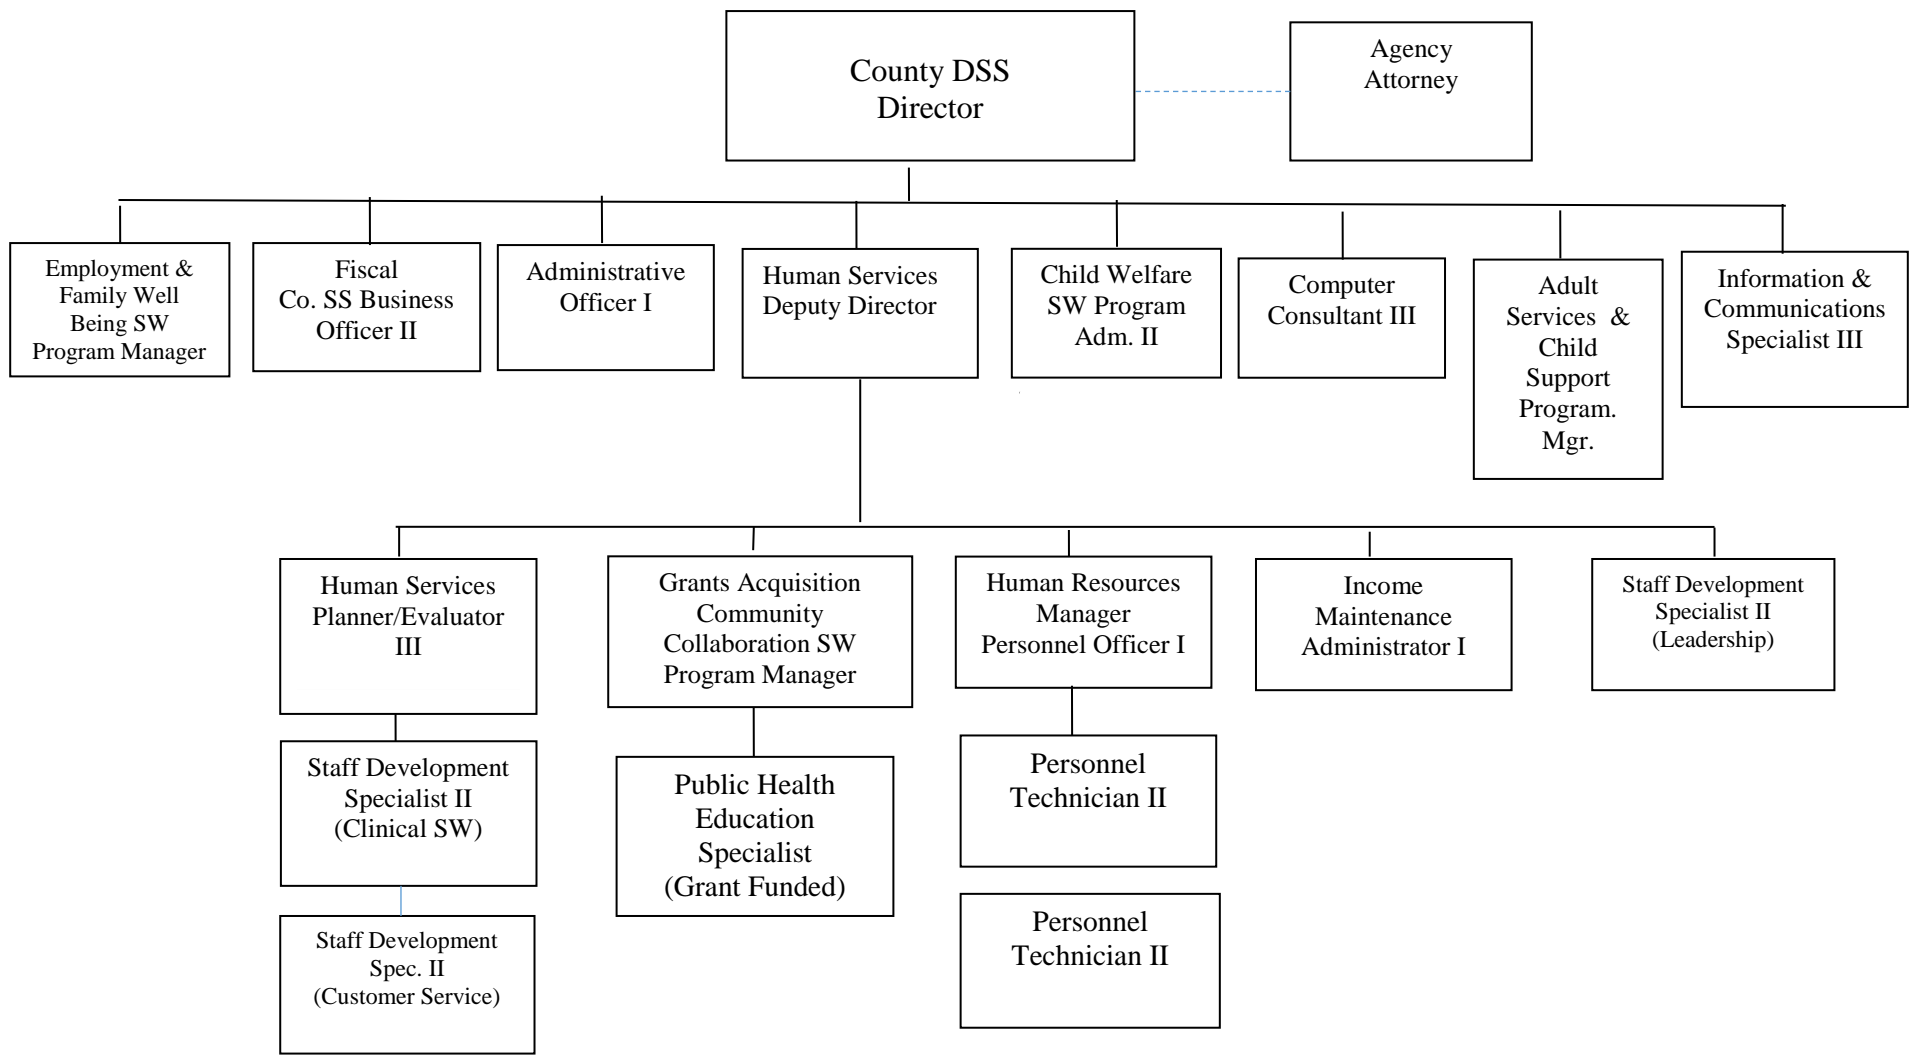 County DSS
Director
Agency
Attorney
Employment &
Family Well
Being SW
Program Manager
Fiscal
Co. SS Business
Officer II
Administrative
Officer I
Human Services
Deputy Director
Child Welfare
SW Program
Adm. II
Computer
Consultant III
Adult
Services &
Child
Support
Program.
Mgr.
Information &
Communications
Specialist III
Human Services
Planner/Evaluator
III
Grants Acquisition
Community
Collaboration SW
Program Manager
Human Resources
Manager
Personnel Officer I
Income
Maintenance
Administrator I
Staff Development
Specialist II
(Leadership)
Staff Development
Specialist II
(Clinical SW)
Public Health
Education
Specialist
(Grant Funded)
Personnel
Technician II
Staff Development
Spec. II
(Customer Service)
Personnel
Technician II